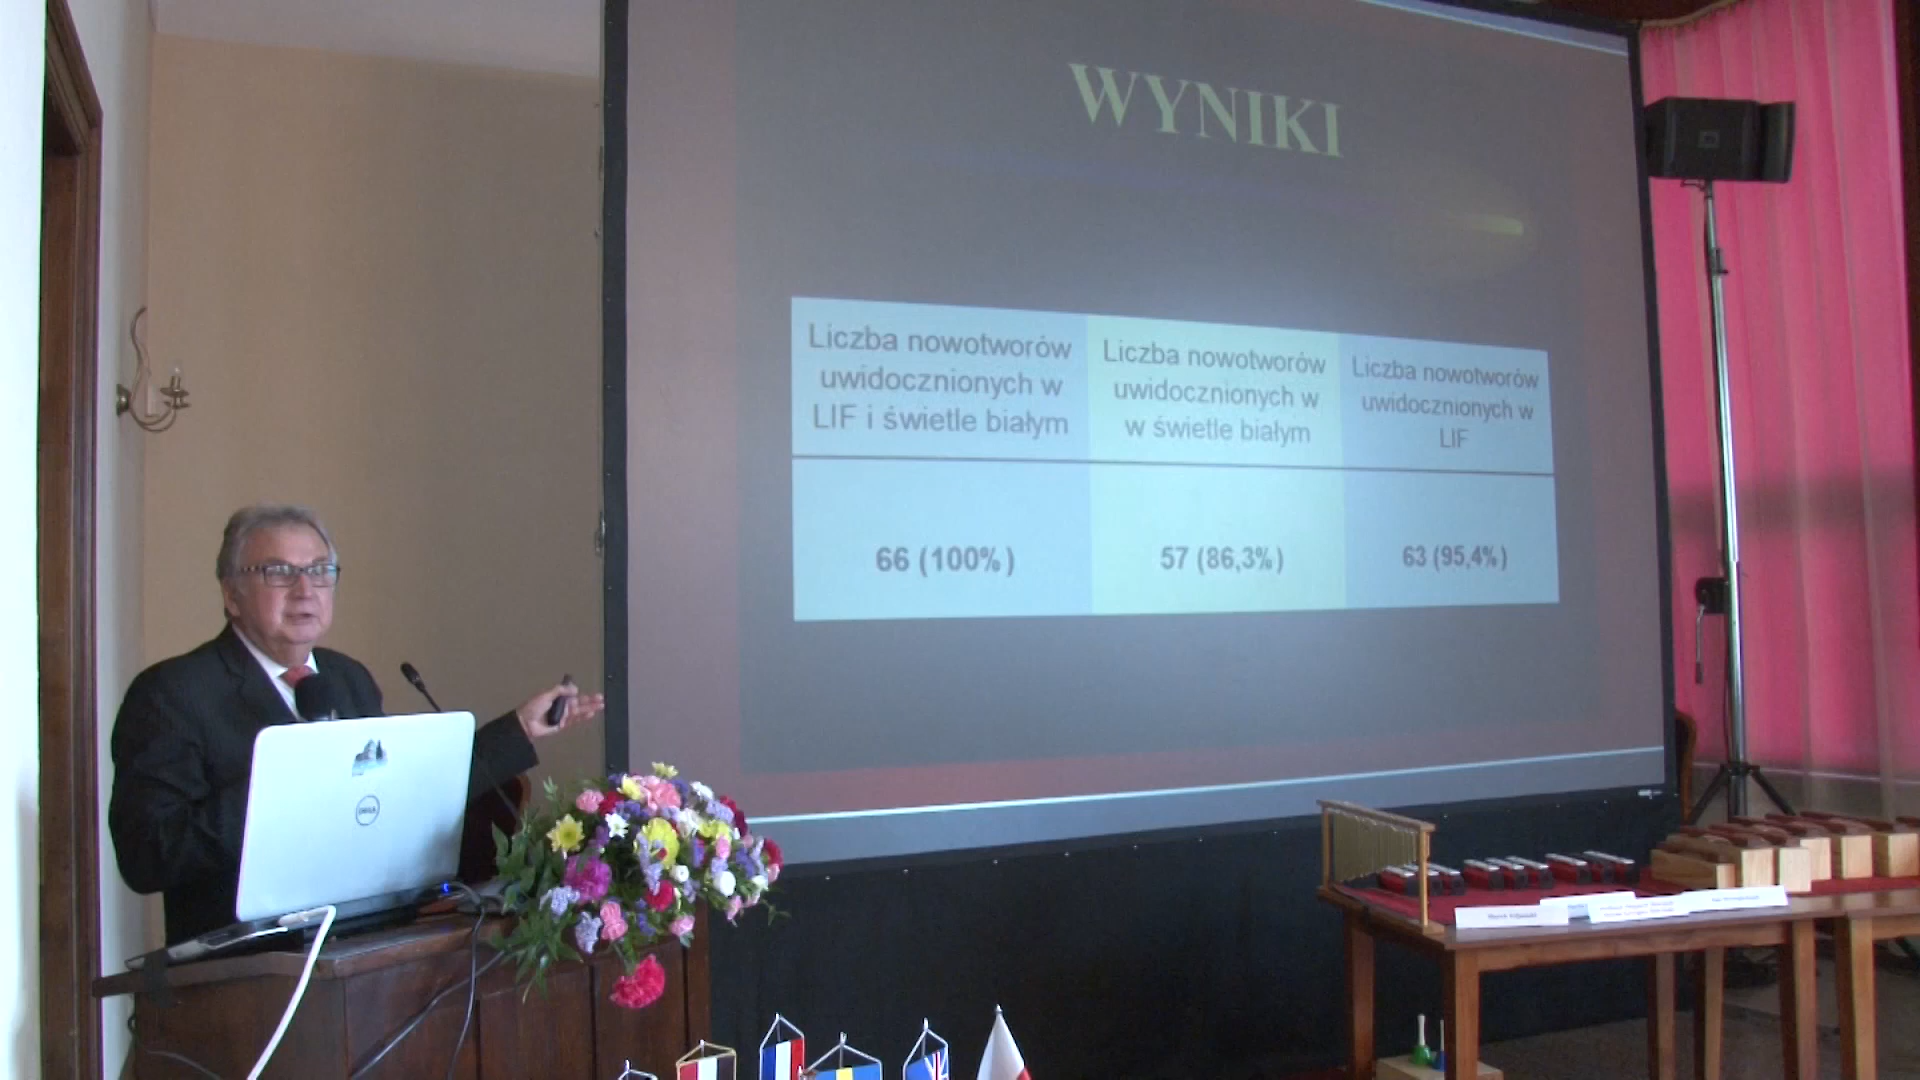 WYNIKI
Liczba nowotworów
uwidocznionych w
LIF i świetle białym
Liczba nowotworów
uwidocznionych w
w świetle białym
Liczba nowotworów
uwidocznionych w
LIF
66 (100%)
57 (86,3%)
63 (95,4%)
DELL